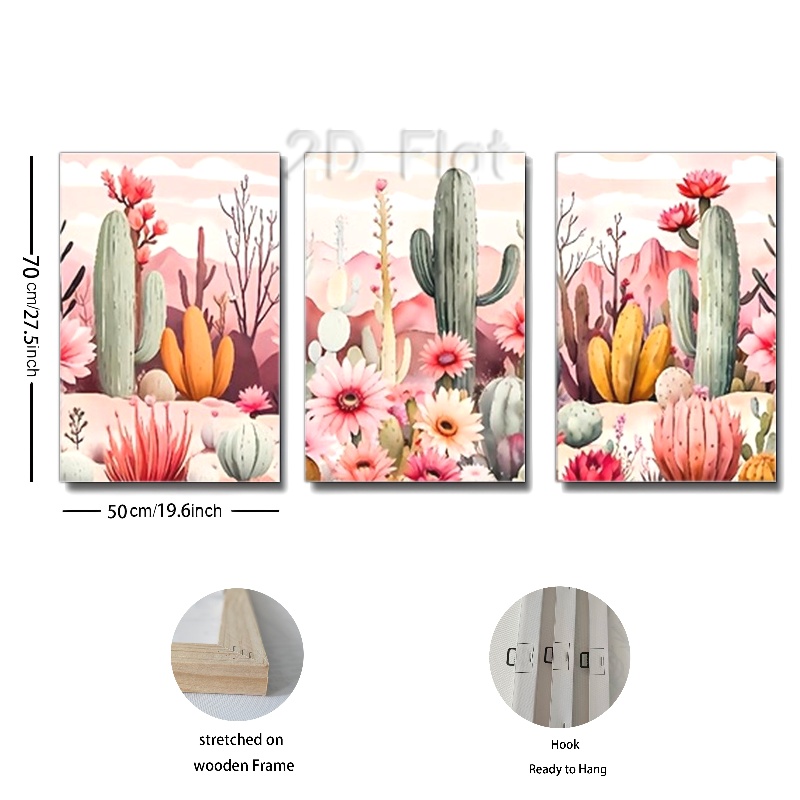 2D Flat
70cm/27.5inch
50cm/19.6inch
stretched on
wooden Frame
Hook
Ready to Hang